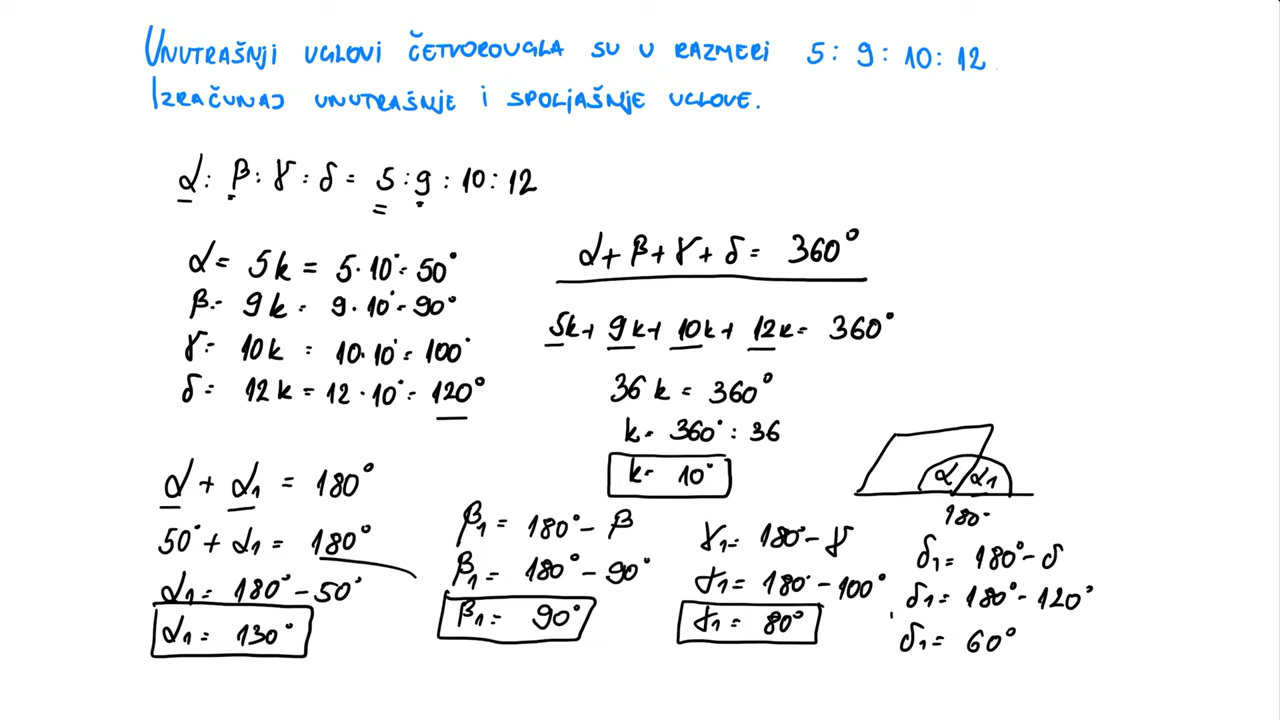 Unutrašnji uglovi četvorougla su u razmeri 5:9:10:12
Izračunaj unutrašnje i spoljašnje uglove.
α : β : γ : δ = 5 : 9 : 10 : 12
α = 5k = 5·10° = 50°
β = 9k = 9·10° = 90°
γ = 10k = 10·10° = 100°
δ = 12k = 12·10° = 120°
α + β + γ + δ = 360°
5k + 9k + 10k + 12k = 360°
36k = 360°
k = 360° : 36
k = 10°
α α1
180°
α + α1 = 180°
50° + α1 = 180°
α1 = 180° - 50°
α1 = 130°
β1 = 180° - β
β1 = 180° - 90°
β1 = 90°
γ1 = 180° - γ
γ1 = 180° - 100°
γ1 = 80°
δ1 = 180° - δ
δ1 = 180° - 120°
δ1 = 60°